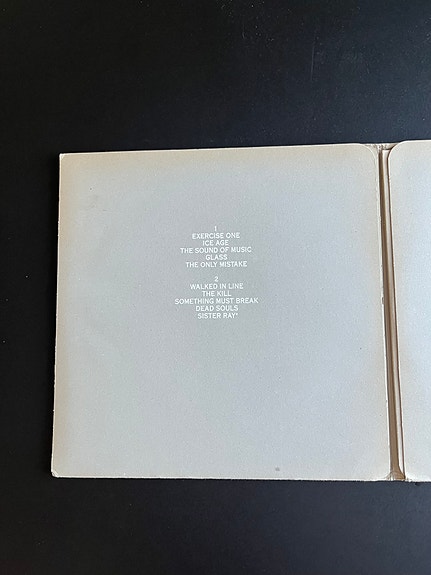 1
EXERCISE ONE
ICE AGE
THE SOUND OF MUSIC
GLASS
THE ONLY MISTAKE
2
WALKED IN LINE
THE KILL
SOMETHING MUST BREAK
DEAD SOULS
SISTER RAY*